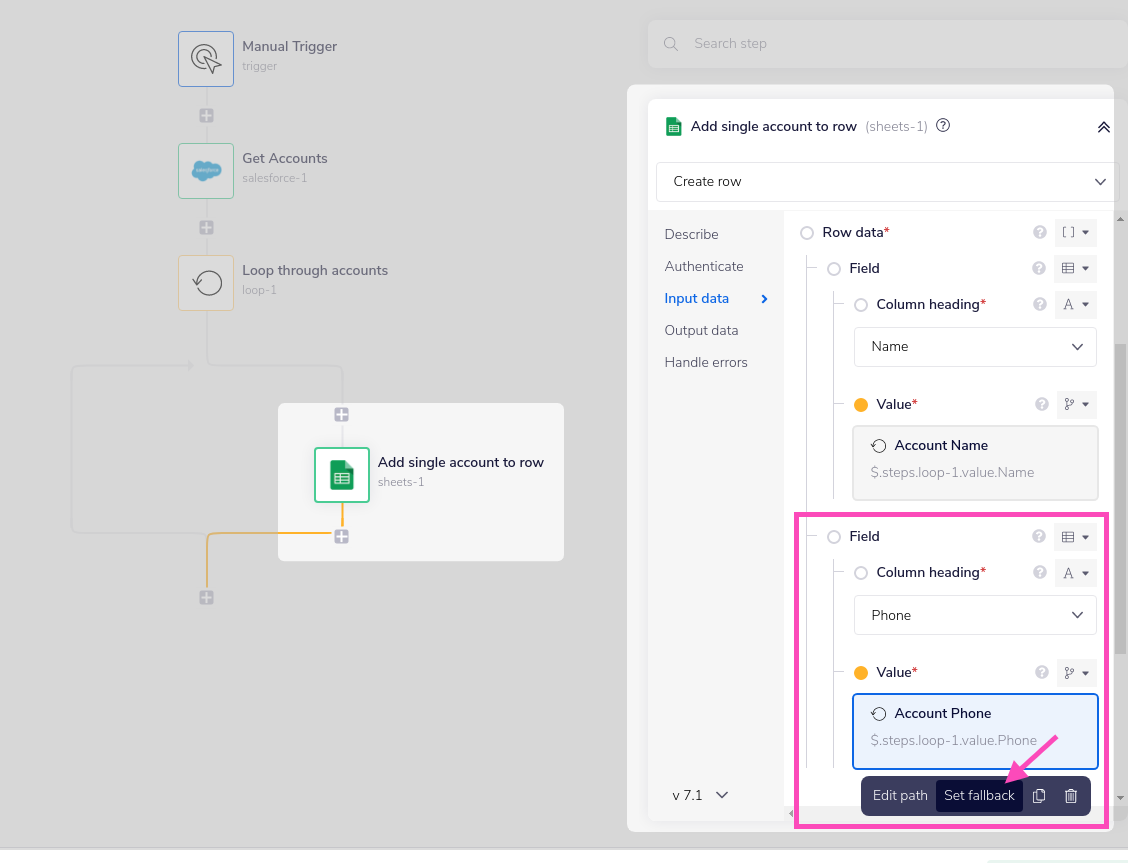 Manual Trigger
trigger
Get Accounts
salesforce-1
salesforce
Loop through accounts
loop-1
Add single account to row
sheets-1
Search step
Add single account to row (sheets-1) ?
Create row
Describe
Authenticate
Input data
Output data
Handle errors
v 7.1
Row data* ? [ ]
Field ?
Column heading* ? A
Name
Value* ?
Account Name
$.steps.loop-1.value.Name
Field ?
Column heading* ? A
Phone
Value* ?
Account Phone
$.steps.loop-1.value.Phone
Edit path Set fallback